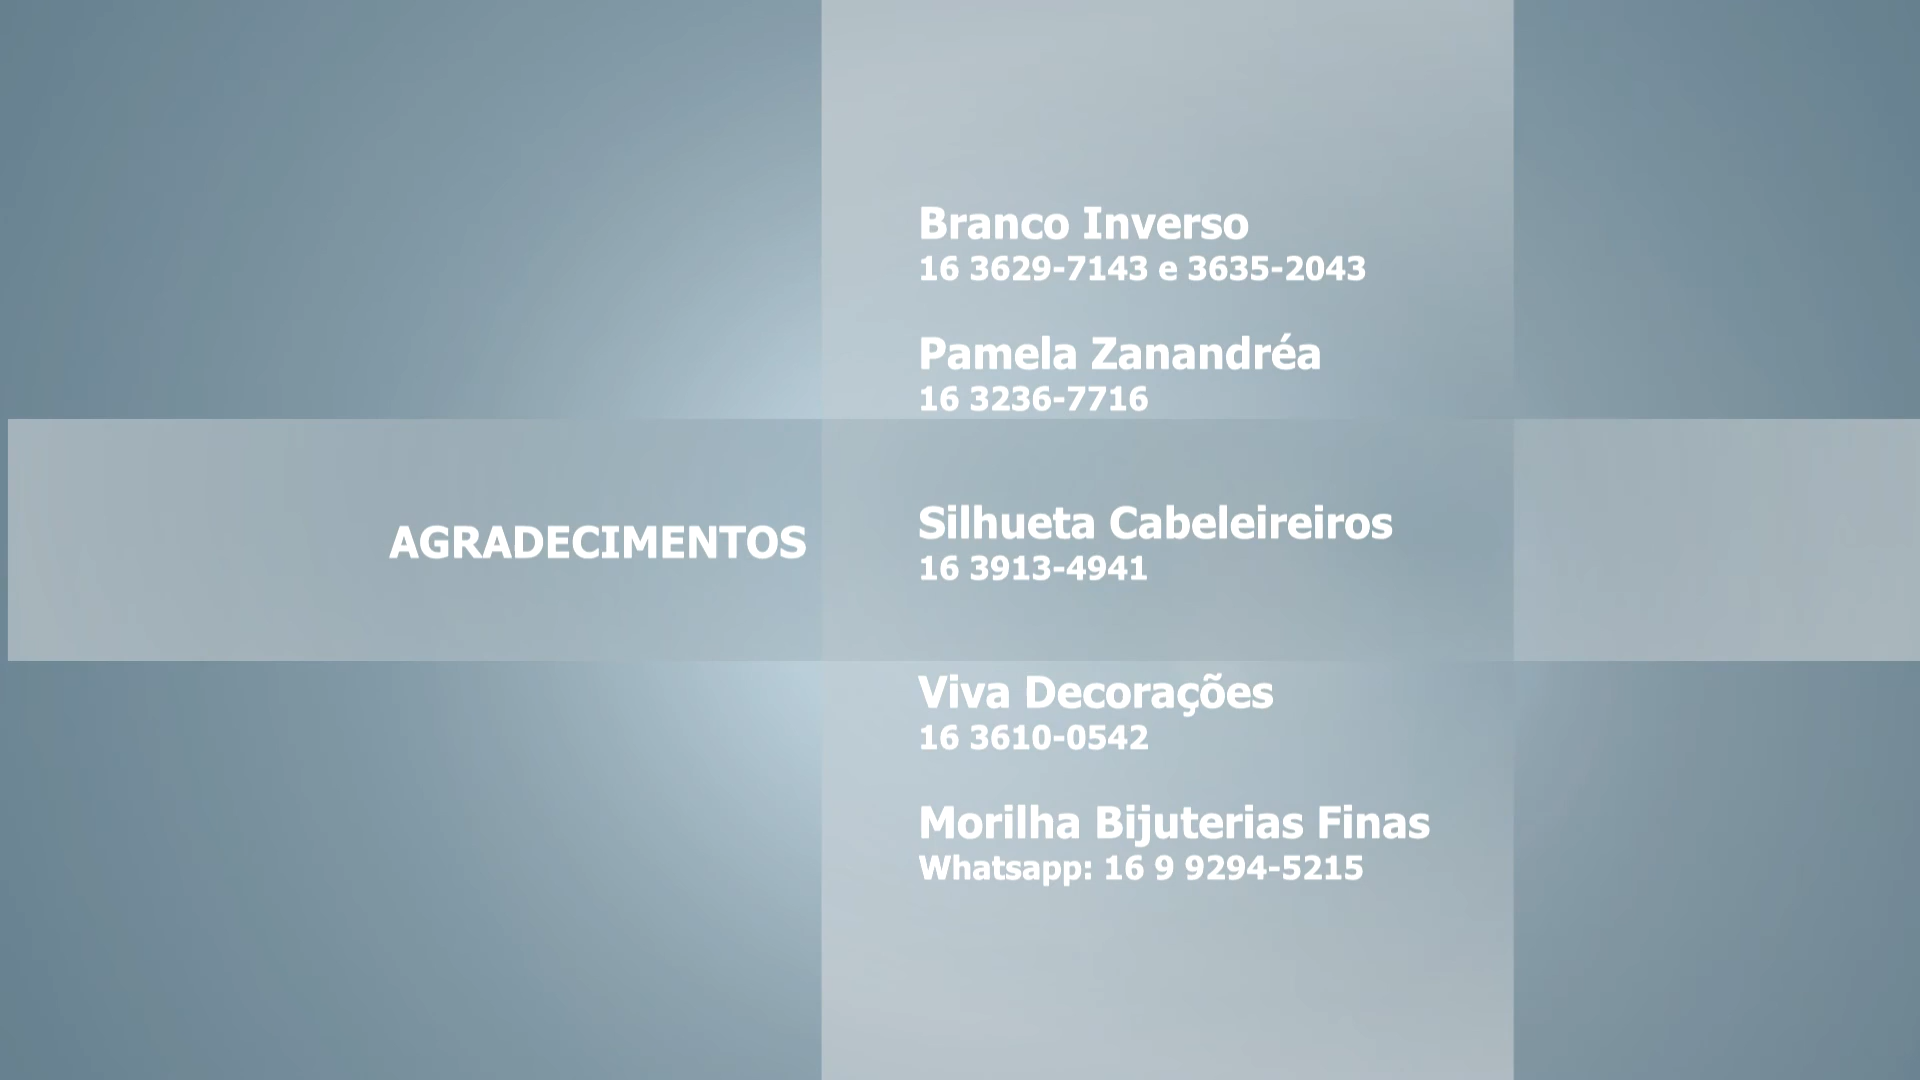 AGRADECIMENTOS
Branco Inverso
16 3629-7143 e 3635-2043
Pamela Zanandréa
16 3236-7716
Silhueta Cabeleireiros
16 3913-4941
Viva Decorações
16 3610-0542
Morilha Bijuterias Finas
Whatsapp: 16 9 9294-5215